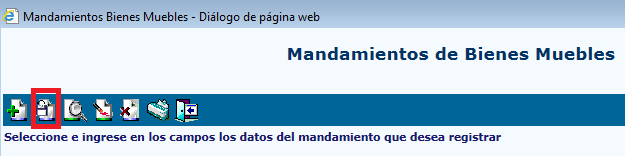 Mandamientos Bienes Muebles - Diálogo de página web
Mandamientos de Bienes Muebles
Seleccione e ingrese en los campos los datos del mandamiento que desea registrar